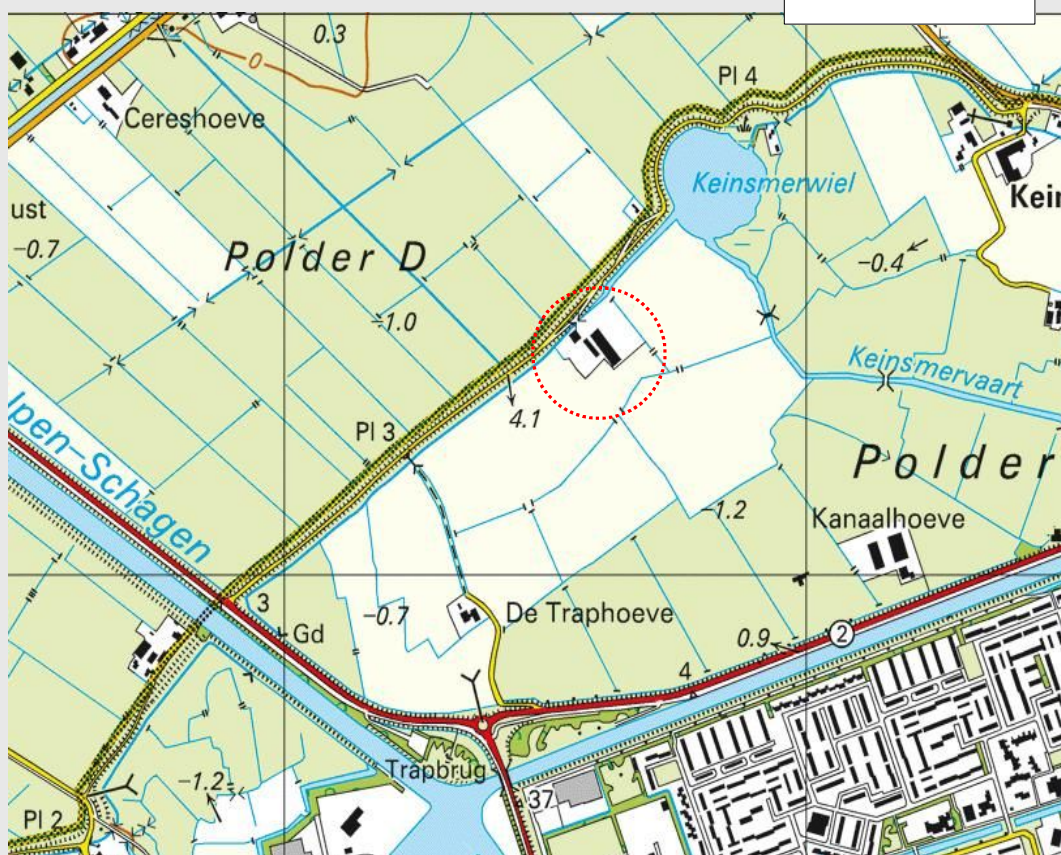 0.3
0
Pl 4
Cereshoeve
Keinsmerwiel
Kei
ust
-0.7
Polder D
-0.4
-1.0
Keinsmervaart
4.1
Pl 3
lpen-Schagen
Polder
-1.2
Kanaalhoeve
3
-0.7
De Traphoeve
Gd
0.9
2
4
Trapbrug
-1.2
37
Pl 2